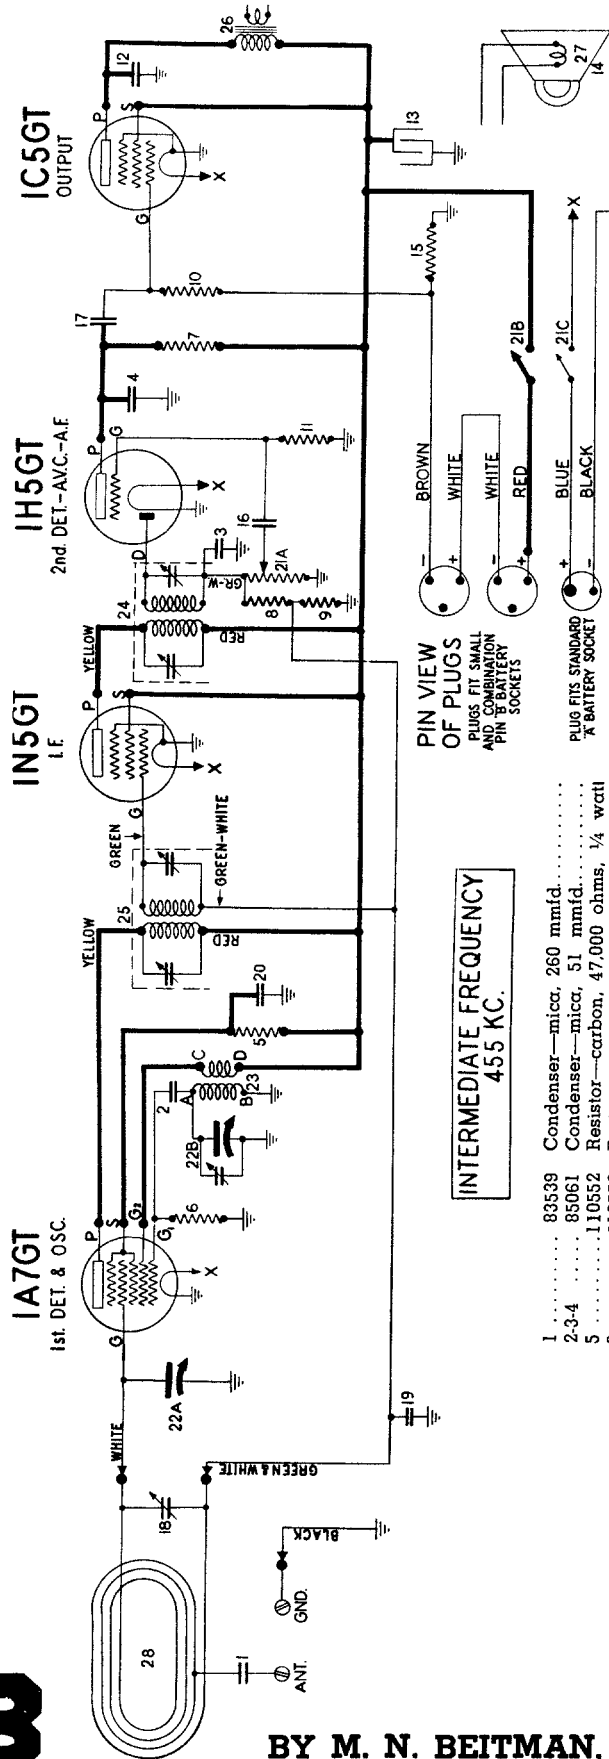 B
BY M. N. BEITMAN.
1A7GT
1st. DET. & OSC.
1N5GT
I.F.
1H5GT
2nd. DET.-A.V.C.-A.F.
1C5GT
OUTPUT
28
1
ANT.
GND.
BLACK
18
WHITE
GREEN & WHITE
19
22A
G
P
S
G2
G1
X
6
2
A
B
22B
23
C
D
5
20
YELLOW
25
RED
GREEN
GREEN-WHITE
G
P
S
X
YELLOW
24
RED
GR-W
D
3
8
9
21A
16
11
P
G
X
4
7
17
10
G
P
S
X
12
26
13
15
27
14
BROWN
WHITE
WHITE
RED
BLUE
BLACK
21B
21C
X
-
+
-
+
+
-
PIN VIEW
OF PLUGS
PLUGS FIT SMALL
AND COMBINATION
PIN "B" BATTERY
SOCKETS
PLUG FITS STANDARD
"A" BATTERY SOCKET
INTERMEDIATE FREQUENCY
455 KC.
1 .......... 83539 Condenser—mica, 260 mmfd...........
2-3-4 ..... 85061 Condenser—mica, 51 mmfd...........
5 ..........110552 Resistor—carbon, 47,000 ohms, ¼ watt